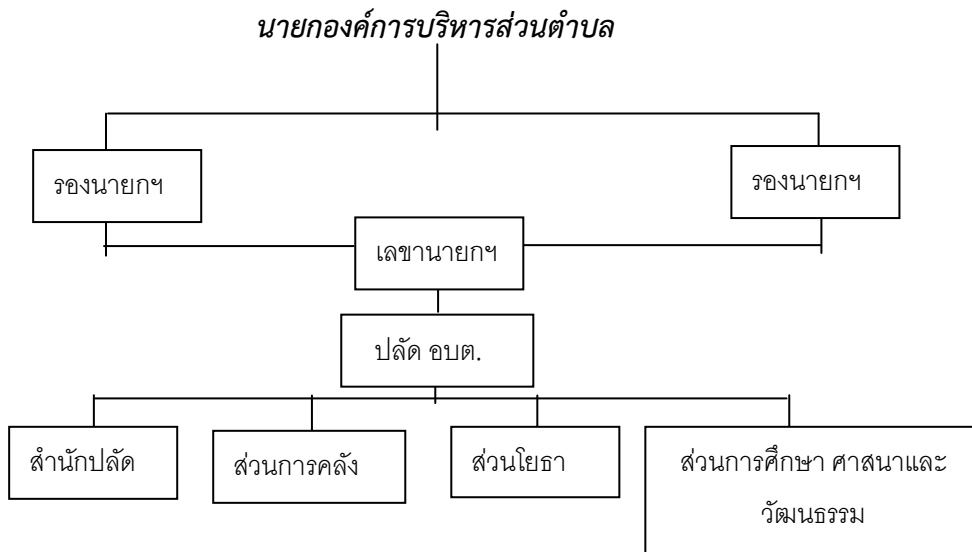 นายกองค์การบริหารส่วนตำบล
รองนายกฯ
รองนายกฯ
เลขานายกฯ
ปลัด อบต.
สำนักปลัด
ส่วนการคลัง
ส่วนโยธา
ส่วนการศึกษา ศาสนาและ
วัฒนธรรม